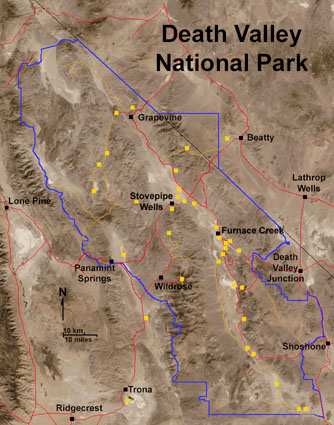 Death Valley
National Park
Grapevine
Beatty
Lathrop
Wells
Lone Pine
Stovepipe
Wells
Furnace Creek
Death
Valley
Junction
Panamint
Springs
Wildrose
N
10 km
10 miles
Shoshone
Trona
Ridgecrest